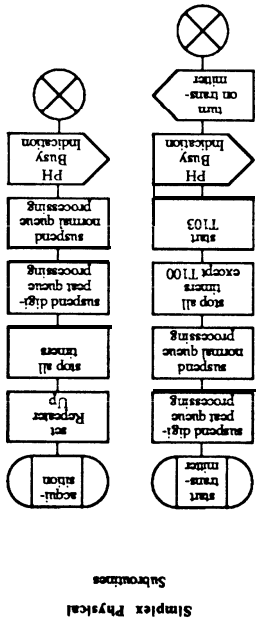 Simplex Physical
Subroutines
start
trans-
mitter
suspend digi-
peat queue
processing
suspend
normal queue
processing
stop all
timers
except T100
start
T103
PH
Busy
Indication
turn
on trans-
mitter
acqui-
sition
set
Repeater
Up
stop all
timers
suspend digi-
peat queue
processing
suspend
normal queue
processing
PH
Busy
Indication